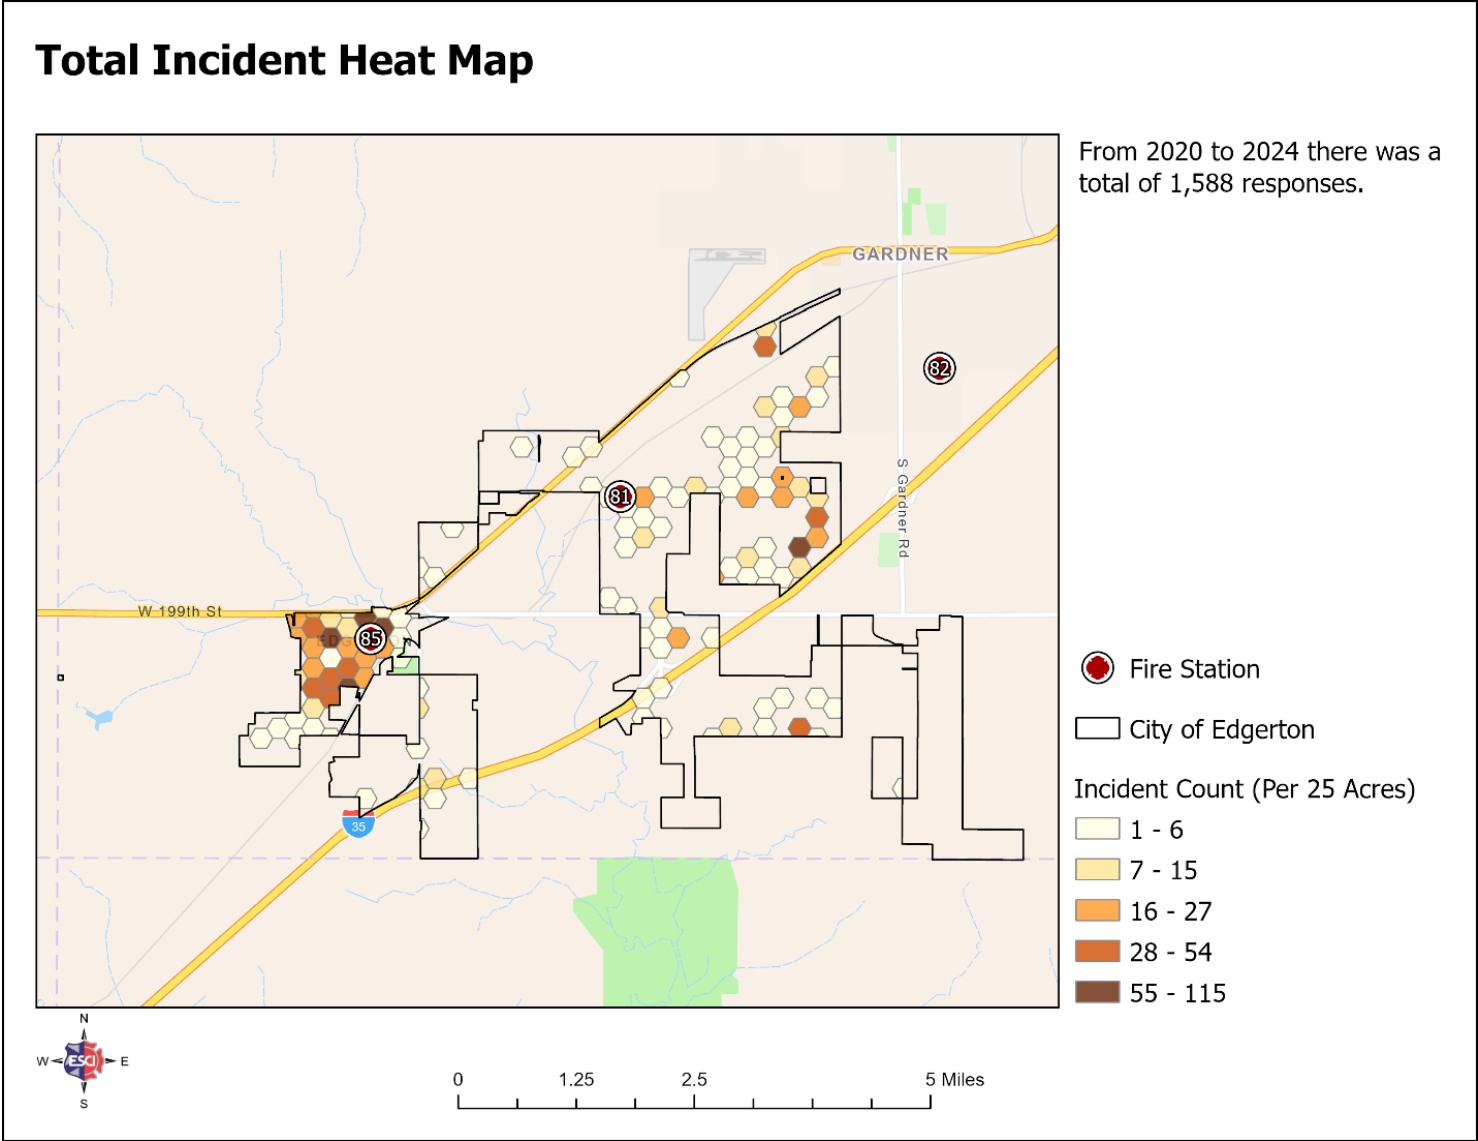 Total Incident Heat Map
From 2020 to 2024 there was a
total of 1,588 responses.
GARDNER
82
S Gardner Rd
81
W 199th St
85
35
Fire Station
City of Edgerton
Incident Count (Per 25 Acres)
1 - 6
7 - 15
16 - 27
28 - 54
55 - 115
N
W
ESCI
E
S
0
1.25
2.5
5 Miles